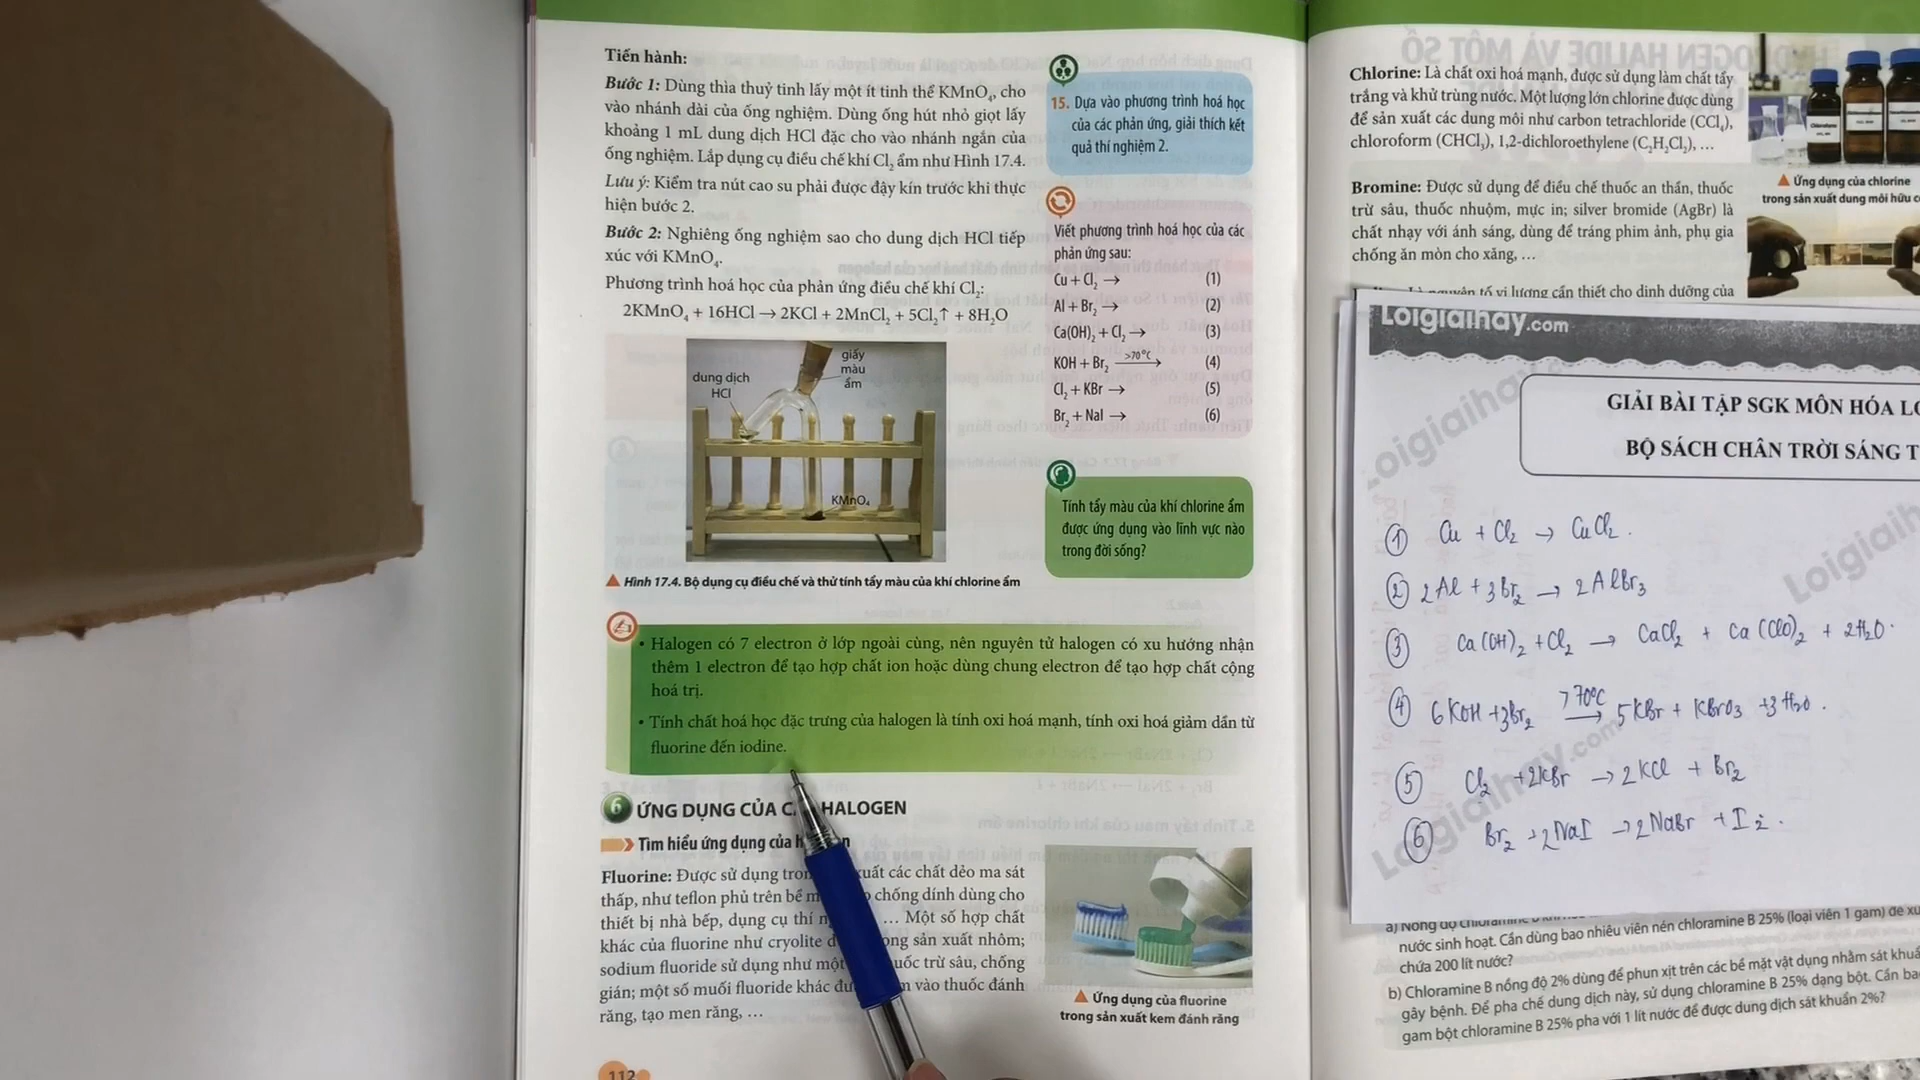 Tiến hành:
Bước 1: Dùng thìa thuỷ tinh lấy một ít tinh thể KMnO₄, cho
vào nhánh dài của ống nghiệm. Dùng ống hút nhỏ giọt lấy
khoảng 1 mL dung dịch HCl đặc cho vào nhánh ngắn của
ống nghiệm. Lắp dụng cụ điều chế khí Cl₂ ẩm như Hình 17.4.
Lưu ý: Kiểm tra nút cao su phải được đậy kín trước khi thực
hiện bước 2.
Bước 2: Nghiêng ống nghiệm sao cho dung dịch HCl tiếp
xúc với KMnO₄.
Phương trình hoá học của phản ứng điều chế khí Cl₂:
2KMnO₄ + 16HCl → 2KCl + 2MnCl₂ + 5Cl₂↑ + 8H₂O
giấy
màu
ẩm
dung dịch
HCl
KMnO₄
▲ Hình 17.4. Bộ dụng cụ điều chế và thử tính tẩy màu của khí chlorine ẩm
15. Dựa vào phương trình hoá học
của các phản ứng, giải thích kết
quả thí nghiệm 2.
Viết phương trình hoá học của các
phản ứng sau:
Cu + Cl₂ → (1)
Al + Br₂ → (2)
Ca(OH)₂ + Cl₂ → (3)
KOH + Br₂ >70°C → (4)
Cl₂ + KBr → (5)
Br₂ + NaI → (6)
Tính tẩy màu của khí chlorine ẩm
được ứng dụng vào lĩnh vực nào
trong đời sống?
• Halogen có 7 electron ở lớp ngoài cùng, nên nguyên tử halogen có xu hướng nhận
thêm 1 electron để tạo hợp chất ion hoặc dùng chung electron để tạo hợp chất cộng
hoá trị.
• Tính chất hoá học đặc trưng của halogen là tính oxi hoá mạnh, tính oxi hoá giảm dần từ
fluorine đến iodine.
6 ỨNG DỤNG CỦA HALOGEN
Tìm hiểu ứng dụng của
Fluorine: Được sử dụng xuất các chất dẻo ma sát
thấp, như teflon phủ trên bề chống dính dùng cho
thiết bị nhà bếp, dụng cụ thí … Một số hợp chất
khác của fluorine như cryolite sản xuất nhôm;
sodium fluoride sử dụng như một trừ sâu, chống
gián; một số muối fluoride khác vào thuốc đánh
răng, tạo men răng, …
▲ Ứng dụng của fluorine
trong sản xuất kem đánh răng
112
Chlorine: Là chất oxi hoá mạnh, được sử dụng làm chất tẩy
trắng và khử trùng nước. Một lượng lớn chlorine được dùng
để sản xuất các dung môi như carbon tetrachloride (CCl₄),
chloroform (CHCl₃), 1,2-dichloroethylene (C₂H₂Cl₂), …
▲ Ứng dụng của chlorine
trong sản xuất dung môi hữu
Bromine: Được sử dụng để điều chế thuốc an thần, thuốc
trừ sâu, thuốc nhuộm, mực in; silver bromide (AgBr) là
chất nhạy với ánh sáng, dùng để tráng phim ảnh, phụ gia
chống ăn mòn cho xăng, …
nguyên tố vi lượng cần thiết cho dinh dưỡng của
Loigiaihay.com
GIẢI BÀI TẬP SGK MÔN HÓA
BỘ SÁCH CHÂN TRỜI SÁNG
① Cu + Cl₂ → CuCl₂.
② 2Al + 3Br₂ → 2AlBr₃
③ Ca(OH)₂ + Cl₂ → CaCl₂ + Ca(ClO)₂ + 2H₂O.
④ 6KOH + 3Br₂ >70°C → 5KBr + KBrO₃ + 3H₂O.
⑤ Cl₂ + 2KBr → 2KCl + Br₂
⑥ Br₂ + 2NaI → 2NaBr + I₂.
a) Nồng độ chloramine B
nước sinh hoạt. Cần dùng bao nhiêu viên nén chloramine B 25% (loại viên 1 gam) để
chứa 200 lít nước?
b) Chloramine B nồng độ 2% dùng để phun xịt trên các bề mặt vật dụng nhằm sát
gây bệnh. Để pha chế dung dịch này, sử dụng chloramine B 25% dạng bột. Cần
gam bột chloramine B 25% pha với 1 lít nước để được dung dịch sát khuẩn 2%?